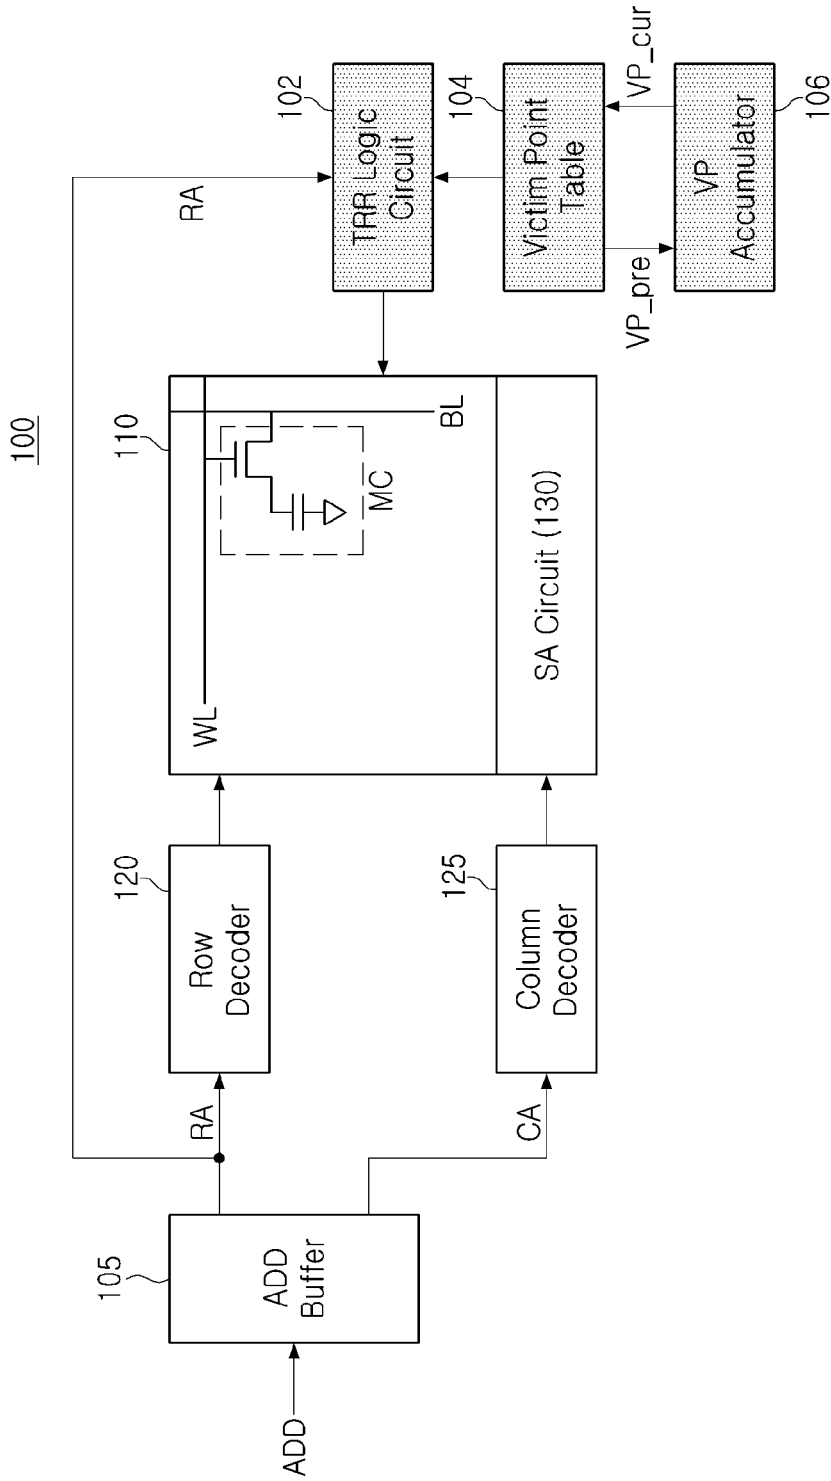 100
ADD
105
ADD
Buffer
RA
CA
120
Row
Decoder
125
Column
Decoder
110
WL
BL
MC
SA Circuit (130)
RA
102
TRR Logic
Circuit
104
Victim Point
Table
VP_pre
VP_cur
VP
Accumulator
106